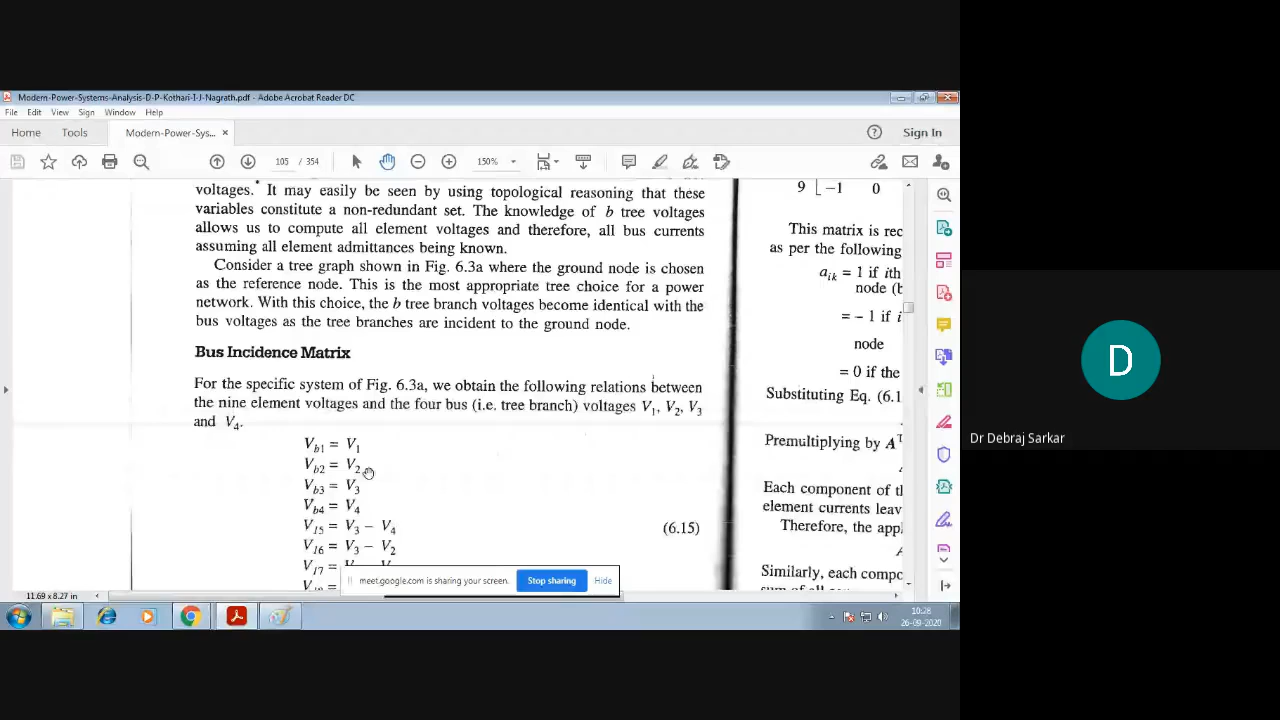 Modern-Power-Systems-Analysis-D-P-Kothari-I-J-Nagrath.pdf - Adobe Acrobat Reader DC
File Edit View Sign Window Help
Home Tools Modern-Power-Sys... × Sign In
105 / 354 150%
voltages.* It may easily be seen by using topological reasoning that these
variables constitute a non-redundant set. The knowledge of b tree voltages
allows us to compute all element voltages and therefore, all bus currents
assuming all element admittances being known.
Consider a tree graph shown in Fig. 6.3a where the ground node is chosen
as the reference node. This is the most appropriate tree choice for a power
network. With this choice, the b tree branch voltages become identical with the
bus voltages as the tree branches are incident to the ground node.
Bus Incidence Matrix
For the specific system of Fig. 6.3a, we obtain the following relations between
the nine element voltages and the four bus (i.e. tree branch) voltages V1, V2, V3
and V4.
Vb1 = V1
Vb2 = V2
Vb3 = V3
Vb4 = V4
Vl5 = V3 - V4
(6.15)
Vl6 = V3 - V2
Vl7 =
9 -1 0
This matrix is rec
as per the following
aik = 1 if ith
node (b
= - 1 if i
node
= 0 if the
Substituting Eq. (6.1
Premultiplying by AT
Each component of th
element currents leav
Therefore, the appl
Similarly, each compo
meet.google.com is sharing your screen. Stop sharing Hide
11.69 x 8.27 in
10:28
26-09-2020
D
Dr Debraj Sarkar